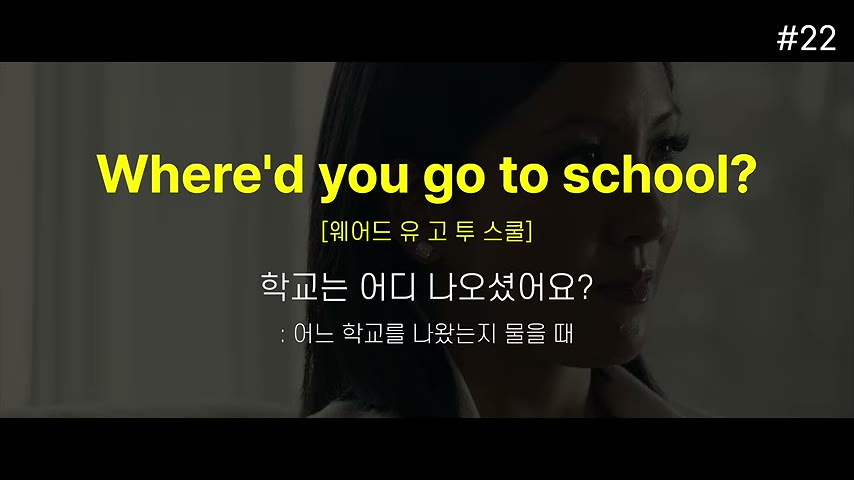 #22
Where'd you go to school?
[웨어드 유 고 투 스쿨]
학교는 어디 나오셨어요?
: 어느 학교를 나왔는지 물을 때